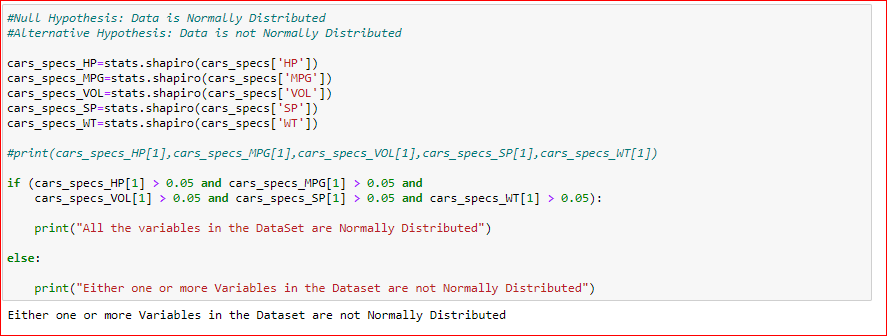 #Null Hypothesis: Data is Normally Distributed
#Alternative Hypothesis: Data is not Normally Distributed
cars_specs_HP=stats.shapiro(cars_specs['HP'])
cars_specs_MPG=stats.shapiro(cars_specs['MPG'])
cars_specs_VOL=stats.shapiro(cars_specs['VOL'])
cars_specs_SP=stats.shapiro(cars_specs['SP'])
cars_specs_WT=stats.shapiro(cars_specs['WT'])
#print(cars_specs_HP[1],cars_specs_MPG[1],cars_specs_VOL[1],cars_specs_SP[1],cars_specs_WT[1])
if (cars_specs_HP[1] > 0.05 and cars_specs_MPG[1] > 0.05 and
    cars_specs_VOL[1] > 0.05 and cars_specs_SP[1] > 0.05 and cars_specs_WT[1] > 0.05):
    print("All the variables in the DataSet are Normally Distributed")
else:
    print("Either one or more Variables in the Dataset are not Normally Distributed")
Either one or more Variables in the Dataset are not Normally Distributed